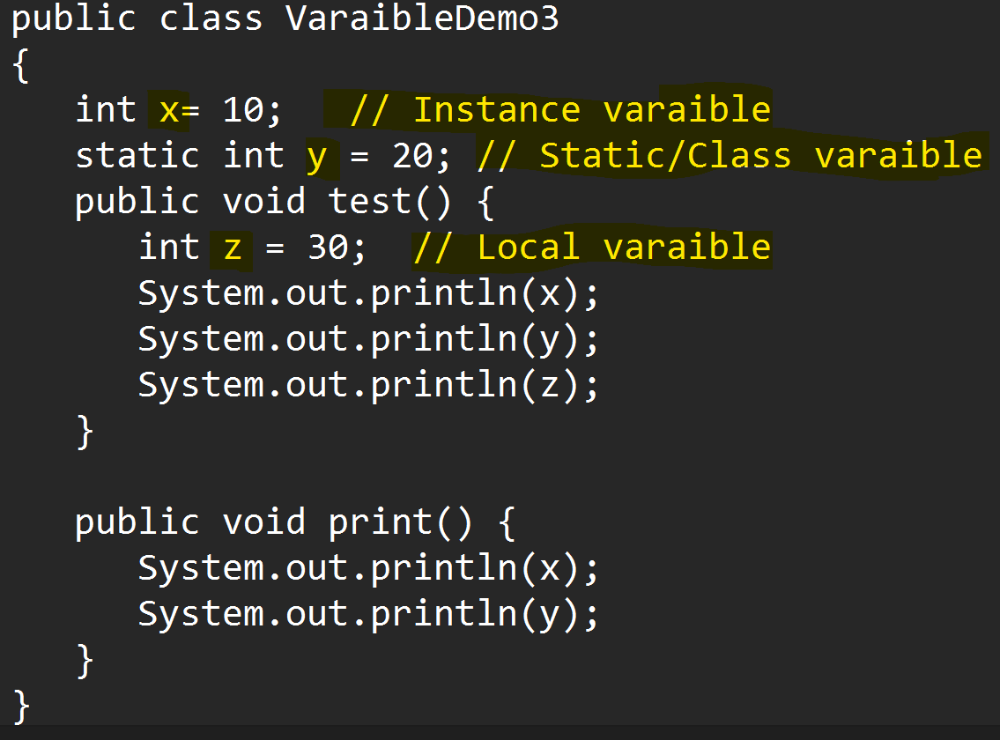 public class VaraibleDemo3
{
int x= 10; // Instance varaible
static int y = 20; // Static/Class varaible
public void test() {
int z = 30; // Local varaible
System.out.println(x);
System.out.println(y);
System.out.println(z);
}
public void print() {
System.out.println(x);
System.out.println(y);
}
}